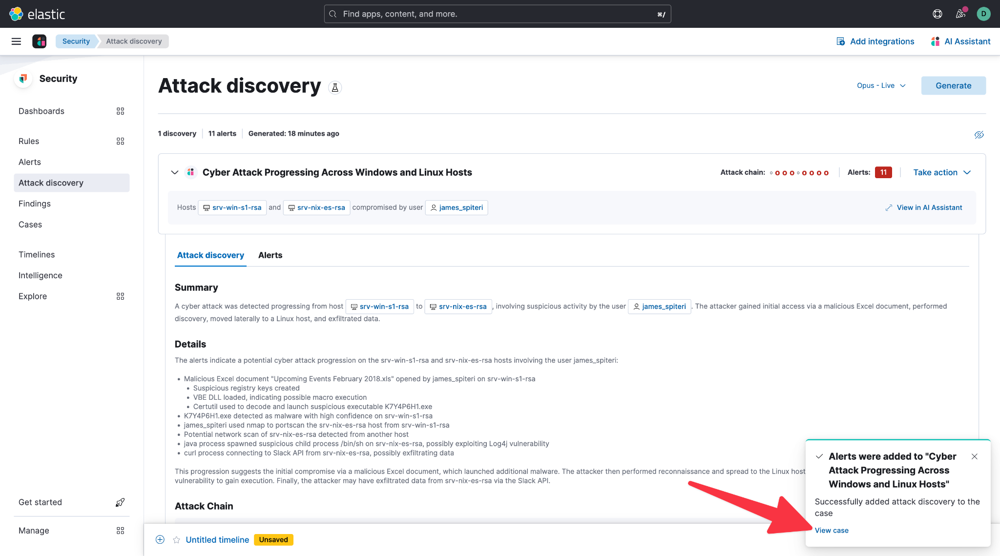 elastic
Find apps, content, and more.
⌘/
D
Security
Attack discovery
Add integrations
AI Assistant
Security
Dashboards
Rules
Alerts
Attack discovery
Findings
Cases
Timelines
Intelligence
Explore
Get started
Manage
Attack discovery
Opus - Live
Generate
1 discovery
11 alerts
Generated: 18 minutes ago
Cyber Attack Progressing Across Windows and Linux Hosts
Attack chain:
Alerts: 11
Take action
Hosts srv-win-s1-rsa and srv-nix-es-rsa compromised by user james_spiteri
View in AI Assistant
Attack discovery
Alerts
Summary
A cyber attack was detected progressing from host srv-win-s1-rsa to srv-nix-es-rsa, involving suspicious activity by the user james_spiteri. The attacker gained initial access via a malicious Excel document, performed
discovery, moved laterally to a Linux host, and exfiltrated data.
Details
The alerts indicate a potential cyber attack progression on the srv-win-s1-rsa and srv-nix-es-rsa hosts involving the user james_spiteri:
• Malicious Excel document "Upcoming Events February 2018.xls" opened by james_spiteri on srv-win-s1-rsa
• Suspicious registry keys created
• VBE DLL loaded, indicating possible macro execution
• Certutil used to decode and launch suspicious executable K7Y4P6H1.exe
• K7Y4P6H1.exe detected as malware with high confidence on srv-win-s1-rsa
• james_spiteri used nmap to portscan the srv-nix-es-rsa host from srv-win-s1-rsa
• Potential network scan of srv-nix-es-rsa detected from another host
• java process spawned suspicious child process /bin/sh on srv-nix-es-rsa, possibly exploiting Log4j vulnerability
• curl process connecting to Slack API from srv-nix-es-rsa, possibly exfiltrating data
This progression suggests the initial compromise via a malicious Excel document, which launched additional malware. The attacker then performed reconnaissance and spread to the Linux host
vulnerability to gain execution. Finally, the attacker may have exfiltrated data from srv-nix-es-rsa via the Slack API.
Attack Chain
Untitled timeline
Unsaved
Alerts were added to "Cyber
Attack Progressing Across
Windows and Linux Hosts"
Successfully added attack discovery to the
case
View case